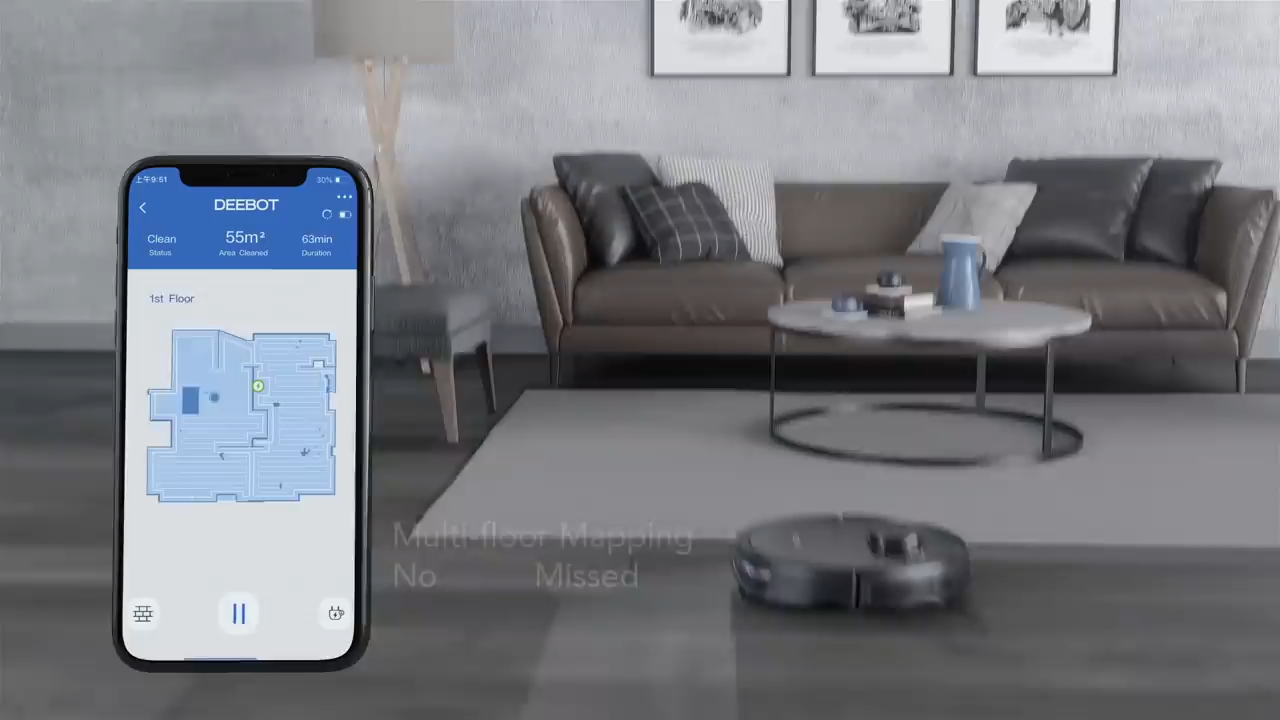 上午9:51
30%
DEEBOT
Clean
Status
55m²
Area Cleaned
63min
Duration
1st Floor
Multi-floor Mapping
No Missed